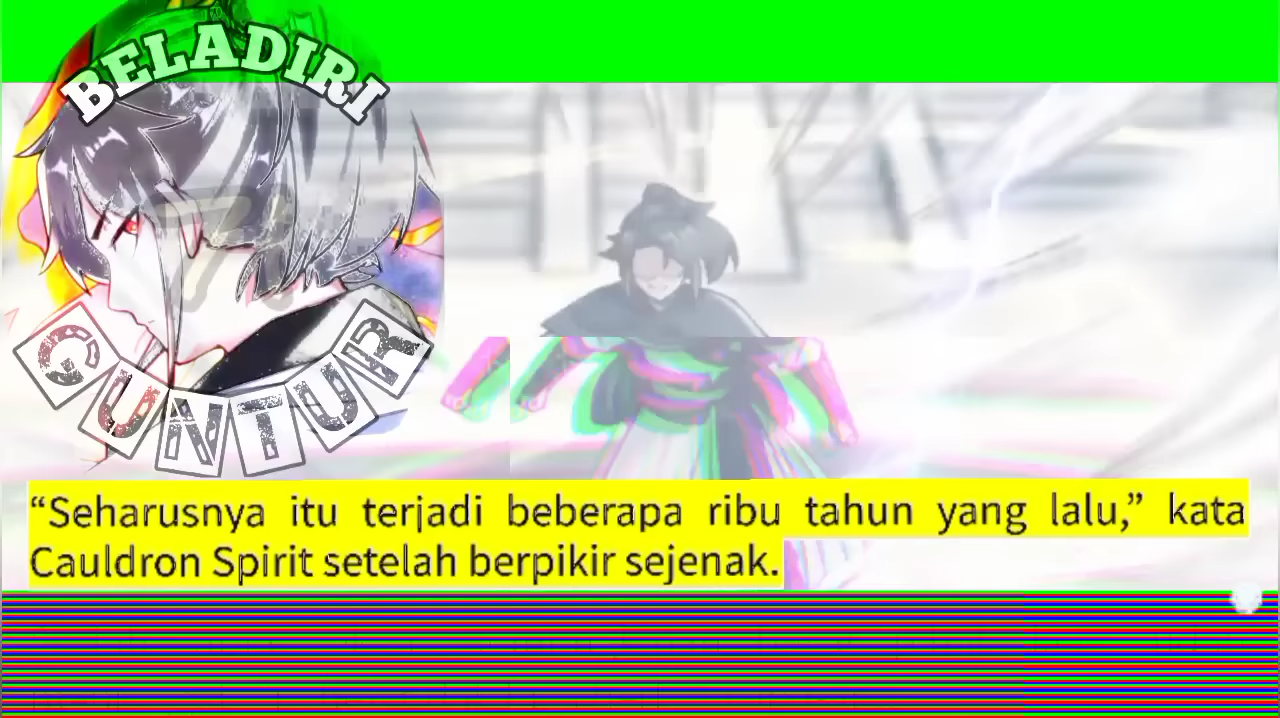 BELADIRI
GUNTUR
“Seharusnya itu terjadi beberapa ribu tahun yang lalu,” kata
Cauldron Spirit setelah berpikir sejenak.